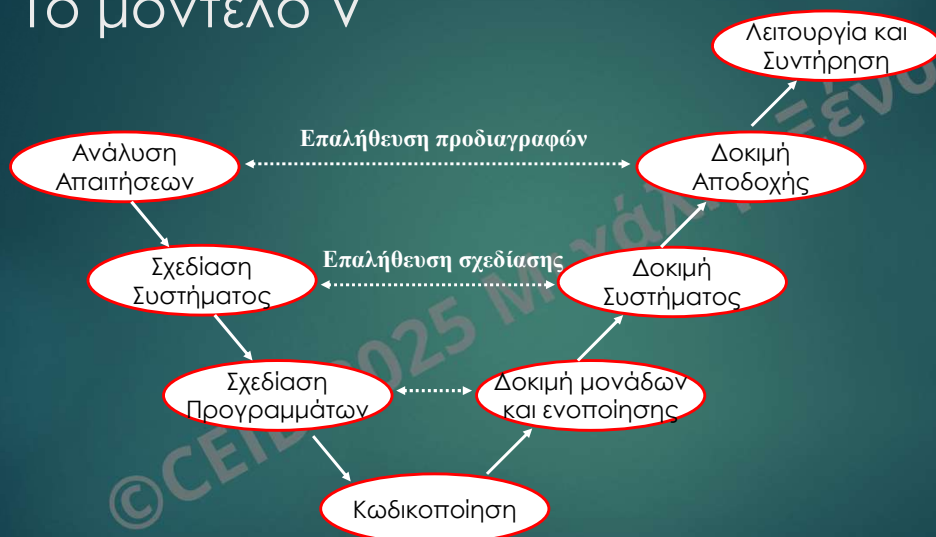 Το μοντέλο V
Λειτουργία και
Συντήρηση
Επαλήθευση προδιαγραφών
Ανάλυση
Απαιτήσεων
Δοκιμή
Αποδοχής
Επαλήθευση σχεδίασης
Σχεδίαση
Συστήματος
Δοκιμή
Συστήματος
Σχεδίαση
Προγραμμάτων
Δοκιμή μονάδων
και ενοποίησης
Κωδικοποίηση